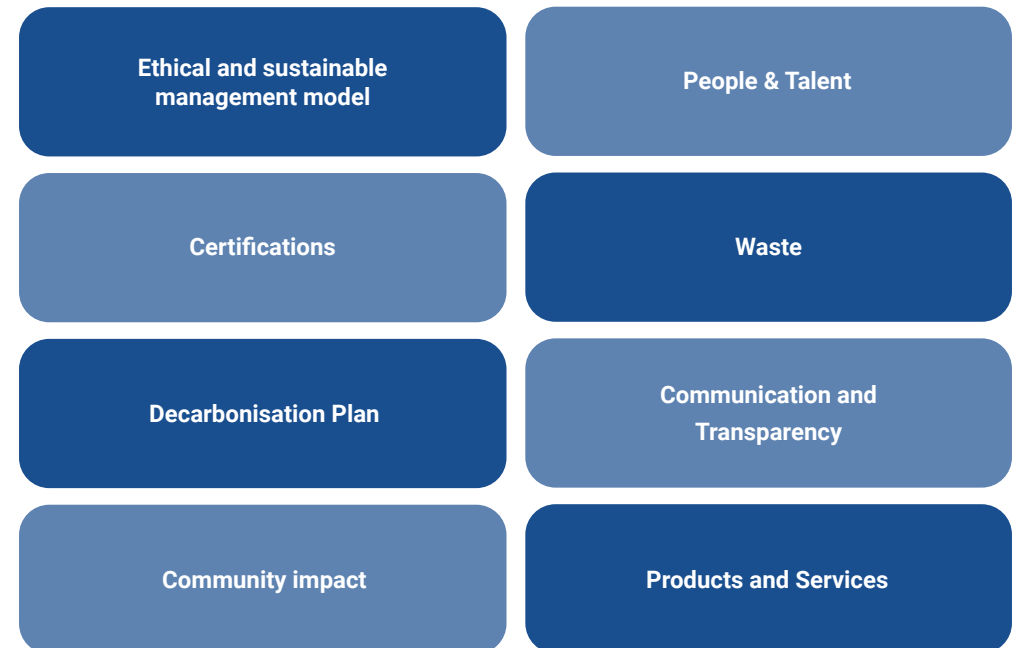 Ethical and sustainable
management model
People & Talent
Certifications
Waste
Decarbonisation Plan
Communication and
Transparency
Community impact
Products and Services